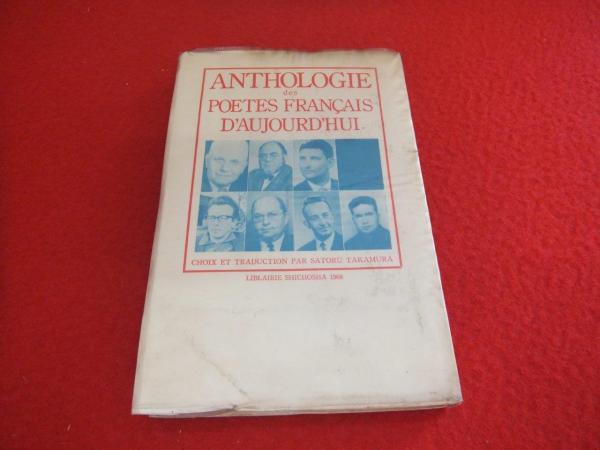 ANTHOLOGIE
des
POETES FRANÇAIS
D'AUJOURD'HUI
CHOIX ET TRADUCTION PAR SATORU TAKAMURA
LIBLAIRIE SHICHOSHA 1968